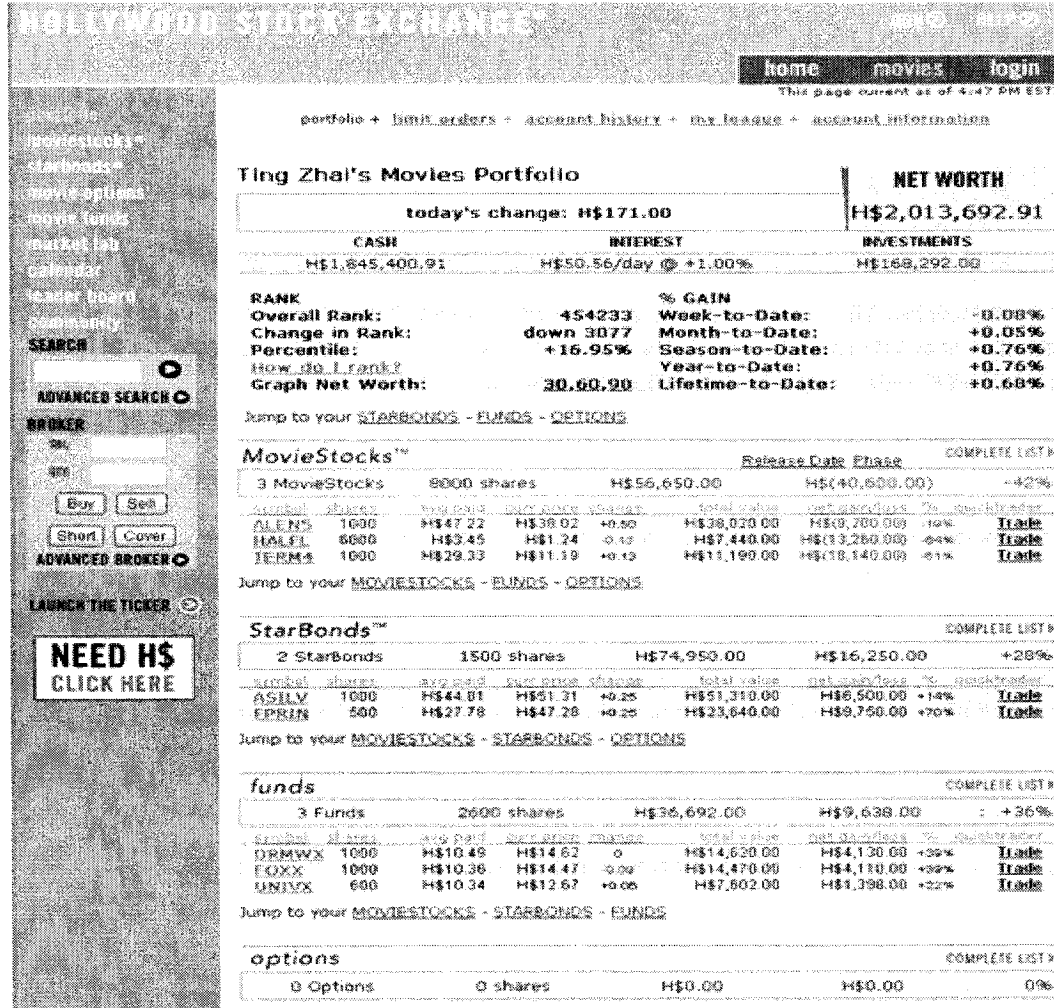 HOLLYWOOD STOCK EXCHANGE
home movies login
This page current as of 4:47 PM EST
portfolio + limit orders + account history + my league + account information
moviestocks™
starbonds™
movie options
movie funds
market lab
calendar
leader board
community
SEARCH
ADVANCED SEARCH
BROKER
QTY
Buy Sell
Short Cover
ADVANCED BROKER
LAUNCH THE TICKER
NEED H$
CLICK HERE
Ting Zhai's Movies Portfolio
NET WORTH
today's change: H$171.00
H$2,013,692.91
CASH INTEREST INVESTMENTS
H$1,845,400.91 H$50.56/day @ +1.00% H$168,292.00
RANK % GAIN
Overall Rank: 454233 Week-to-Date: -0.08%
Change in Rank: down 3077 Month-to-Date: +0.05%
Percentile: +16.95% Season-to-Date: +0.76%
How do I rank? Year-to-Date: +0.76%
Graph Net Worth: 30,60,90 Lifetime-to-Date: +0.68%
Jump to your STARBONDS - FUNDS - OPTIONS
MovieStocks™ Release Date Phase COMPLETE LIST
3 MovieStocks 8000 shares H$56,650.00 H$(40,600.00) -42%
symbol shares avg paid curr price change total value net gain/loss % quicktrader
ALENS 1000 H$47.22 H$38.02 +0.50 H$38,020.00 -19% Trade
HALFL 6000 H$3.45 H$1.24 H$7,440.00 H$(13,260.00) -64% Trade
TERM4 1000 H$29.33 H$11.19 H$11,190.00 H$(18,140.00) -61% Trade
Jump to your MOVIESTOCKS - FUNDS - OPTIONS
StarBonds™ COMPLETE LIST
2 StarBonds 1500 shares H$74,950.00 H$16,250.00 +28%
symbol shares avg paid curr price change total value net gain/loss % quicktrader
ASILV 1000 H$44.81 H$51.31 +0.25 H$51,310.00 H$6,500.00 +14% Trade
FPRIN 500 H$27.78 H$47.28 +0.25 H$23,640.00 H$9,750.00 +70% Trade
Jump to your MOVIESTOCKS - STARBONDS - OPTIONS
funds COMPLETE LIST
3 Funds 2600 shares H$36,692.00 H$9,638.00 +36%
symbol shares avg paid curr price change total value net gain/loss % quicktrader
DRMWX 1000 H$10.49 H$14.62 0 H$14,620.00 H$4,130.00 +39% Trade
FOXX 1000 H$10.36 H$14.47 H$14,470.00 H$4,110.00 +39% Trade
UNIVX 600 H$10.34 H$12.67 H$7,602.00 H$1,398.00 +22% Trade
Jump to your MOVIESTOCKS - STARBONDS - FUNDS
options COMPLETE LIST
0 Options 0 shares H$0.00 H$0.00 0%